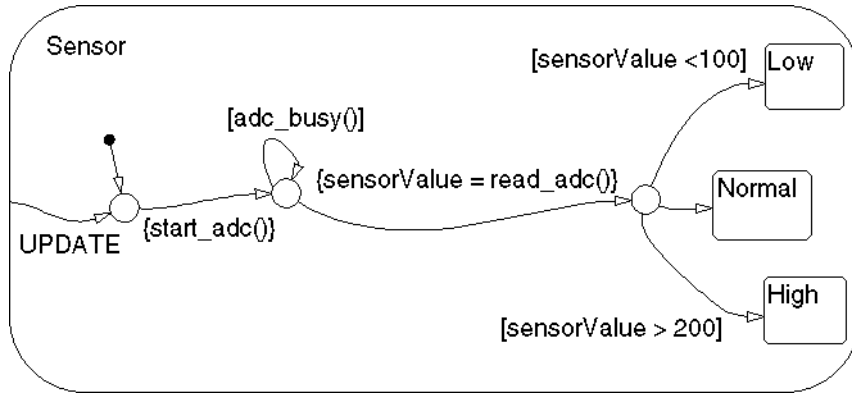 Sensor
[sensorValue <100]
Low
[adc_busy()]
{sensorValue = read_adc()}
Normal
{start_adc()}
UPDATE
High
[sensorValue > 200]